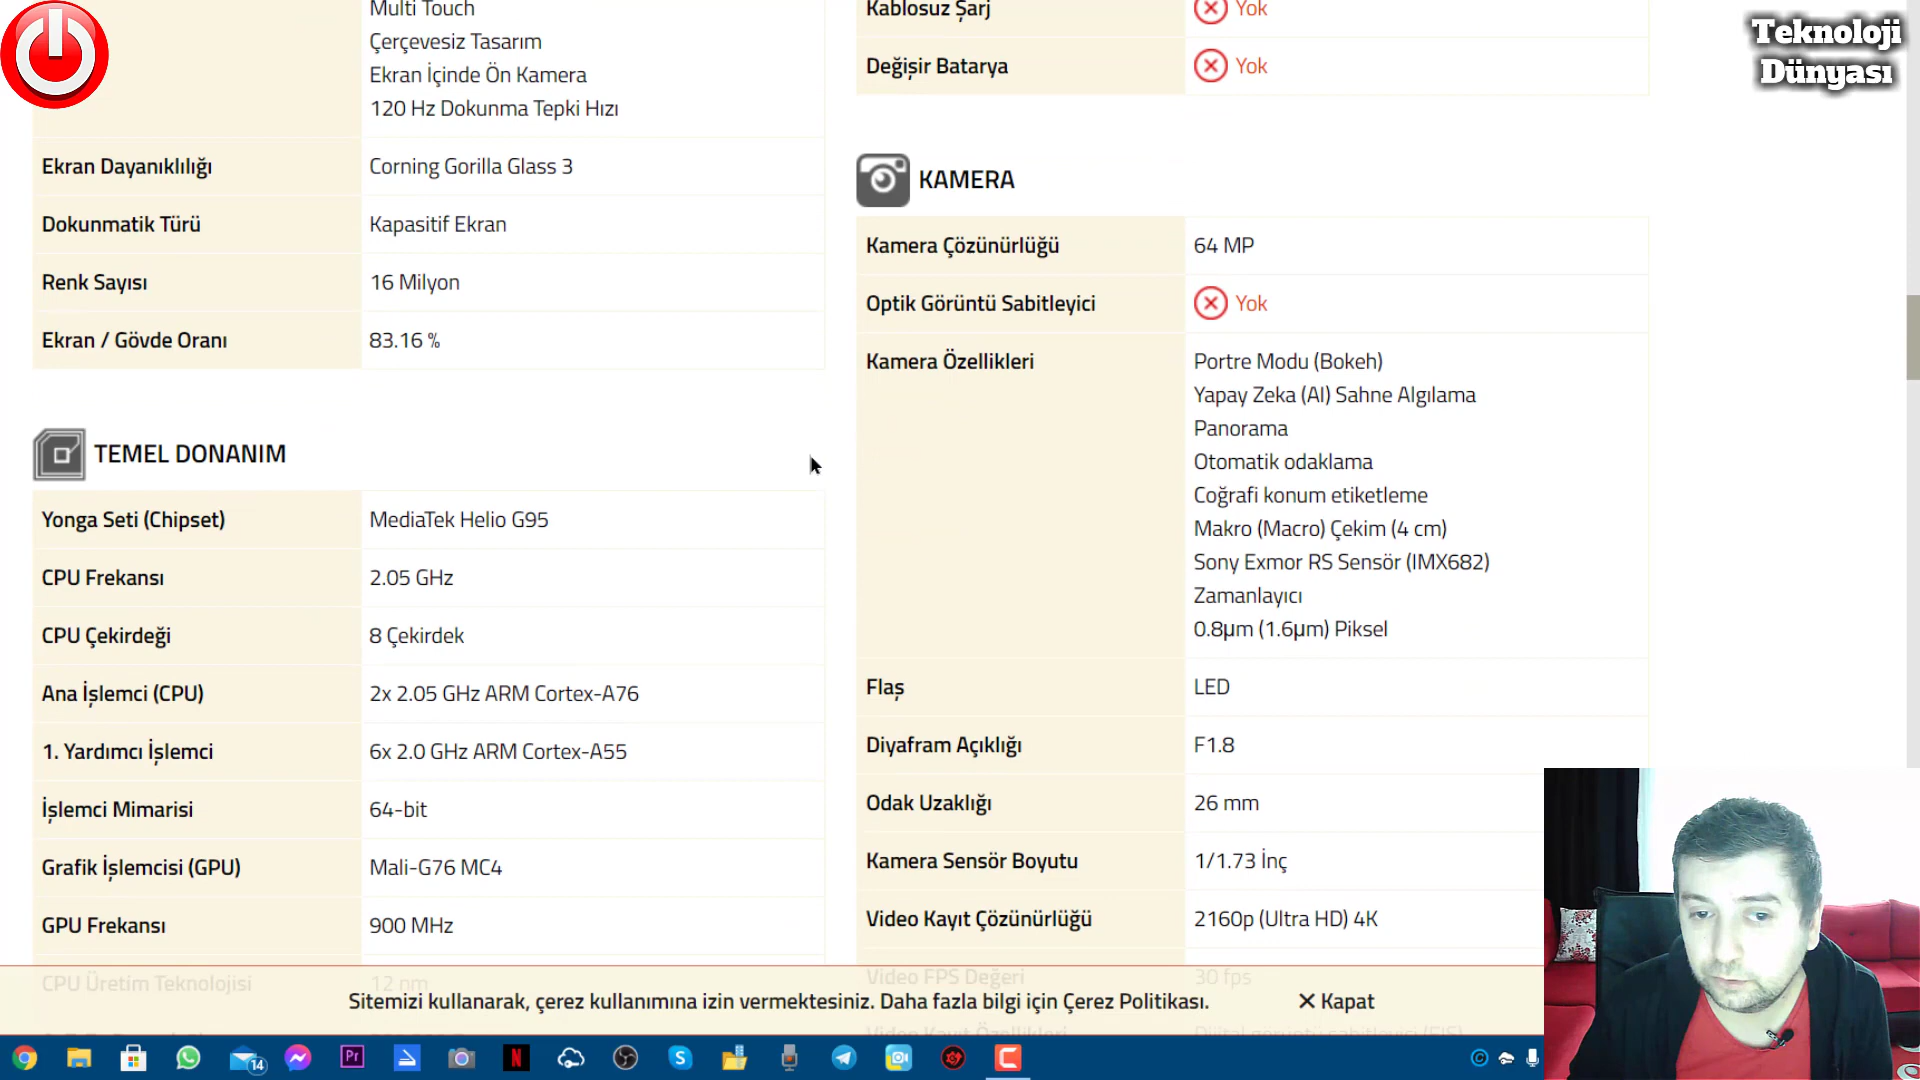 Teknoloji
Dünyası
Multi Touch
Çerçevesiz Tasarım
Ekran İçinde Ön Kamera
120 Hz Dokunma Tepki Hızı
Ekran Dayanıklılığı Corning Gorilla Glass 3
Dokunmatik Türü Kapasitif Ekran
Renk Sayısı 16 Milyon
Ekran / Gövde Oranı 83.16 %
TEMEL DONANIM
Yonga Seti (Chipset) MediaTek Helio G95
CPU Frekansı 2.05 GHz
CPU Çekirdeği 8 Çekirdek
Ana İşlemci (CPU) 2x 2.05 GHz ARM Cortex-A76
1. Yardımcı İşlemci 6x 2.0 GHz ARM Cortex-A55
İşlemci Mimarisi 64-bit
Grafik İşlemcisi (GPU) Mali-G76 MC4
GPU Frekansı 900 MHz
CPU Üretim Teknolojisi 12 nm
Kablosuz Şarj Yok
Değişir Batarya Yok
KAMERA
Kamera Çözünürlüğü 64 MP
Optik Görüntü Sabitleyici Yok
Kamera Özellikleri Portre Modu (Bokeh)
Yapay Zeka (AI) Sahne Algılama
Panorama
Otomatik odaklama
Coğrafi konum etiketleme
Makro (Macro) Çekim (4 cm)
Sony Exmor RS Sensör (IMX682)
Zamanlayıcı
0.8µm (1.6µm) Piksel
Flaş LED
Diyafram Açıklığı F1.8
Odak Uzaklığı 26 mm
Kamera Sensör Boyutu 1/1.73 İnç
Video Kayıt Çözünürlüğü 2160p (Ultra HD) 4K
Video FPS Değeri 30 fps
Video Kayıt Özellikleri Dijital görüntü sabitleyici (EIS)
Sitemizi kullanarak, çerez kullanımına izin vermektesiniz. Daha fazla bilgi için Çerez Politikası. Kapat
14
Pr
N
S
C